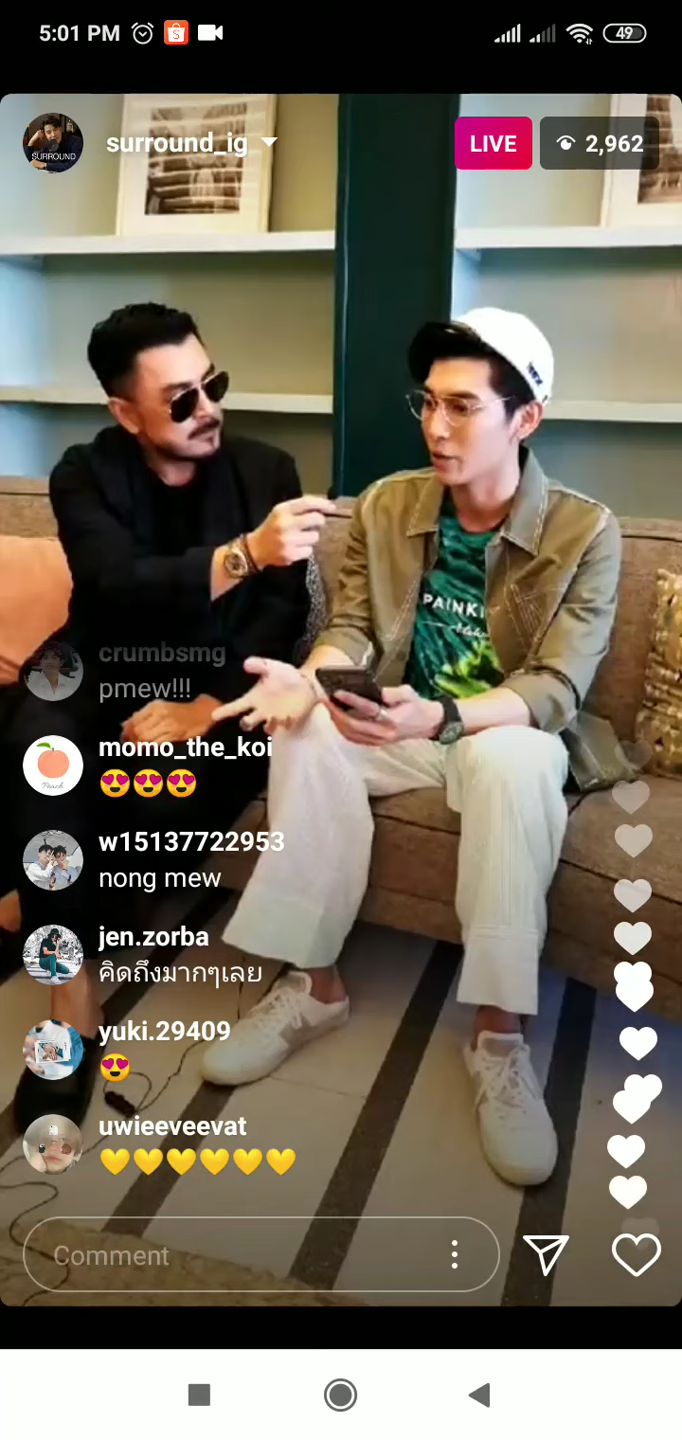 5:01 PM
49
SURROUND
surround_ig
LIVE
2,962
PAINKI
crumbsmg
pmew!!!
momo_the_koi
Peach
😍😍😍
w15137722953
nong mew
jen.zorba
คิดถึงมากๆเลย
yuki.29409
😍
uwieeveevat
💛💛💛💛💛💛
Comment